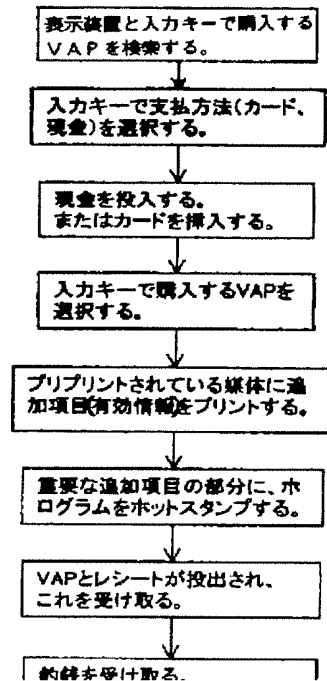 表示装置と入力キーで購入する
VAPを検索する。
入力キーで支払方法(カード、
現金)を選択する。
現金を投入する。
またはカードを挿入する。
入力キーで購入するVAPを
選択する。
プリプリントされている媒体に追
加項目(有効情報)をプリントする。
重要な追加項目の部分に、ホ
ログラムをホットスタンプする。
VAPとレシートが投出され、
これを受け取る。
釣銭を受け取る。